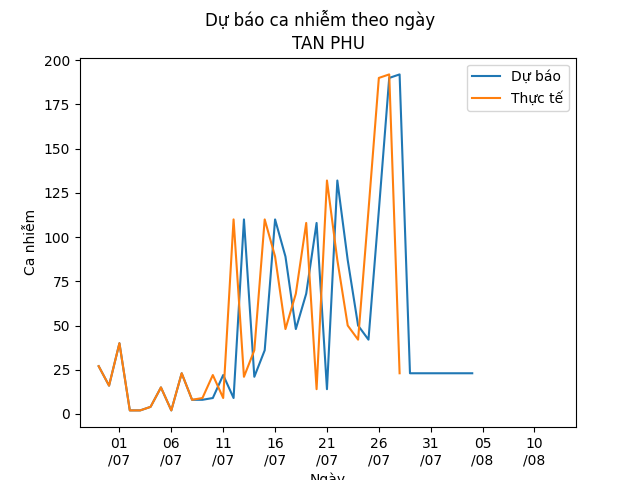 Dự báo ca nhiễm theo ngày
TAN PHU
Dự báo
Thực tế
Ca nhiễm
200
175
150
125
100
75
50
25
0
01 06 11 16 21 26 31 05 10
/07 /07 /07 /07 /07 /07 /07 /08 /08
Ngày